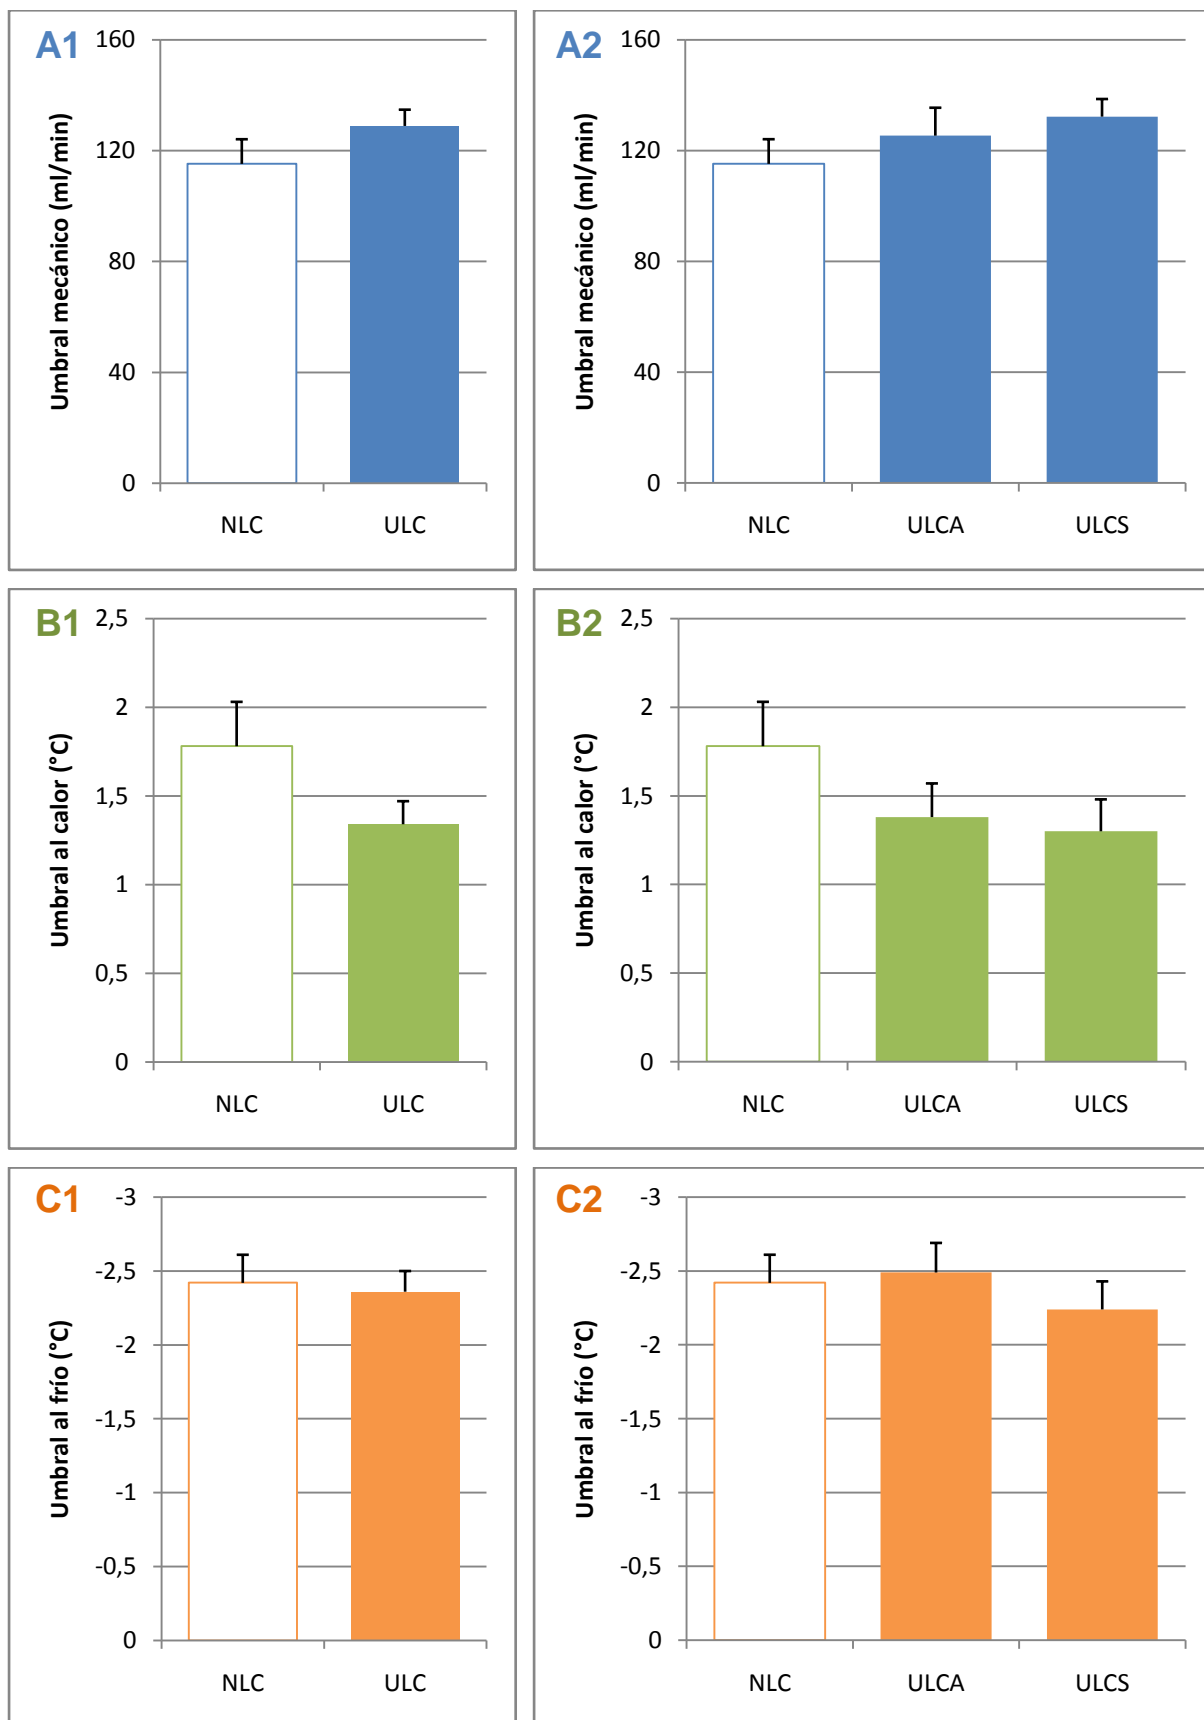 A1
160
120
80
40
0
Umbral mecánico (ml/min)
NLC
ULC
A2
160
120
80
40
0
Umbral mecánico (ml/min)
NLC
ULCA
ULCS
B1
2,5
2
1,5
1
0,5
0
Umbral al calor (°C)
NLC
ULC
B2
2,5
2
1,5
1
0,5
0
Umbral al calor (°C)
NLC
ULCA
ULCS
C1
-3
-2,5
-2
-1,5
-1
-0,5
0
Umbral al frío (°C)
NLC
ULC
C2
-3
-2,5
-2
-1,5
-1
-0,5
0
Umbral al frío (°C)
NLC
ULCA
ULCS